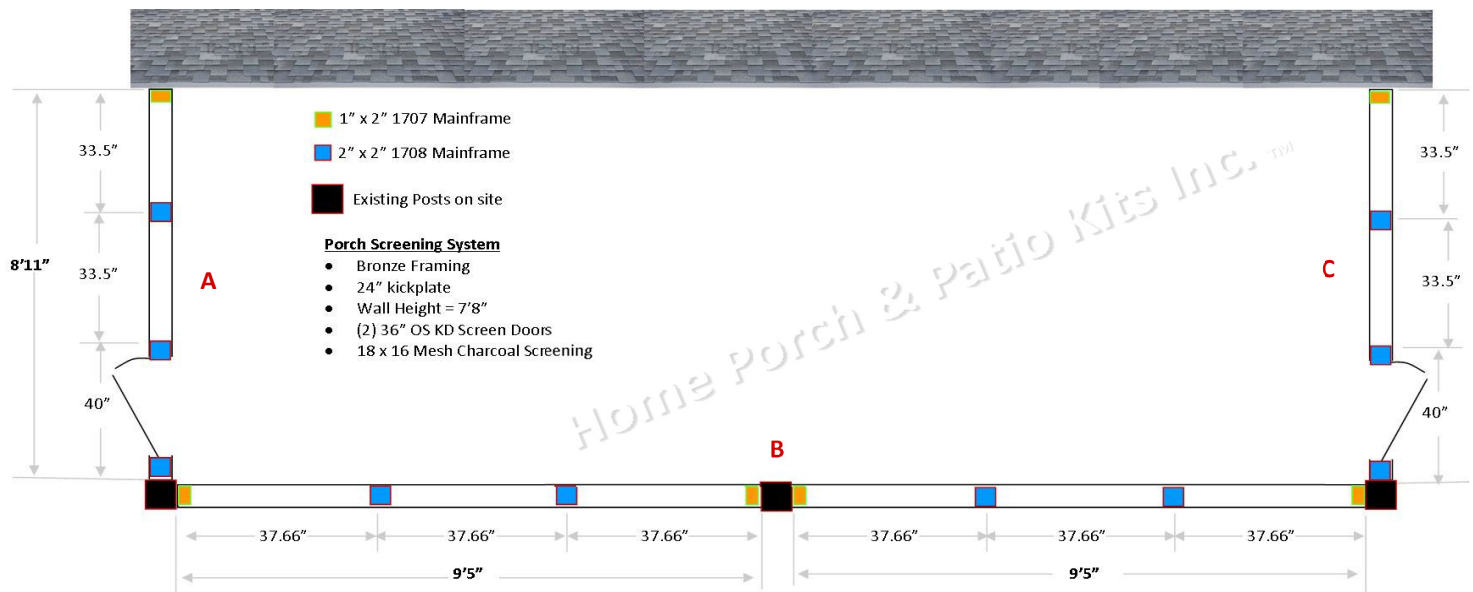 1” x 2” 1707 Mainframe
2” x 2” 1708 Mainframe
Existing Posts on site
Porch Screening System
• Bronze Framing
• 24” kickplate
• Wall Height = 7’8”
• (2) 36” OS KD Screen Doors
• 18 x 16 Mesh Charcoal Screening
33.5”
33.5”
40”
8’11”
A
Home Porch & Patio Kits Inc. ™
C
33.5”
33.5”
40”
B
37.66”
37.66”
37.66”
37.66”
37.66”
37.66”
9’5”
9’5”